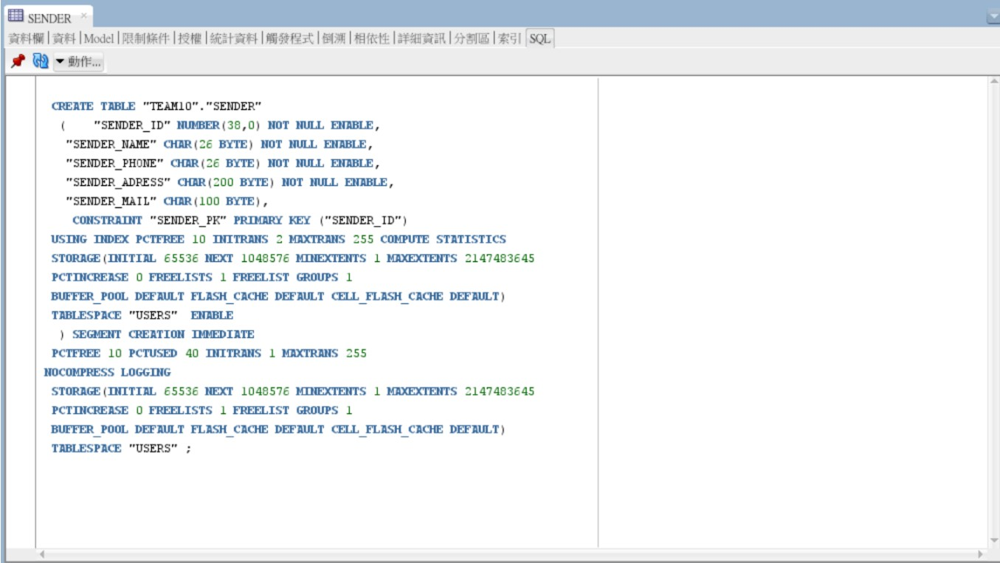 SENDER
資料欄|資料|Model|限制條件|授權|統計資料|觸發程式|倒溯|相依性|詳細資訊|分割區|索引|SQL
動作...
CREATE TABLE "TEAM10"."SENDER"
( "SENDER_ID" NUMBER(38,0) NOT NULL ENABLE,
"SENDER_NAME" CHAR(26 BYTE) NOT NULL ENABLE,
"SENDER_PHONE" CHAR(26 BYTE) NOT NULL ENABLE,
"SENDER_ADRESS" CHAR(200 BYTE) NOT NULL ENABLE,
"SENDER_MAIL" CHAR(100 BYTE),
CONSTRAINT "SENDER_PK" PRIMARY KEY ("SENDER_ID")
USING INDEX PCTFREE 10 INITRANS 2 MAXTRANS 255 COMPUTE STATISTICS
STORAGE(INITIAL 65536 NEXT 1048576 MINEXTENTS 1 MAXEXTENTS 2147483645
PCTINCREASE 0 FREELISTS 1 FREELIST GROUPS 1
BUFFER_POOL DEFAULT FLASH_CACHE DEFAULT CELL_FLASH_CACHE DEFAULT)
TABLESPACE "USERS" ENABLE
) SEGMENT CREATION IMMEDIATE
PCTFREE 10 PCTUSED 40 INITRANS 1 MAXTRANS 255
NOCOMPRESS LOGGING
STORAGE(INITIAL 65536 NEXT 1048576 MINEXTENTS 1 MAXEXTENTS 2147483645
PCTINCREASE 0 FREELISTS 1 FREELIST GROUPS 1
BUFFER_POOL DEFAULT FLASH_CACHE DEFAULT CELL_FLASH_CACHE DEFAULT)
TABLESPACE "USERS" ;